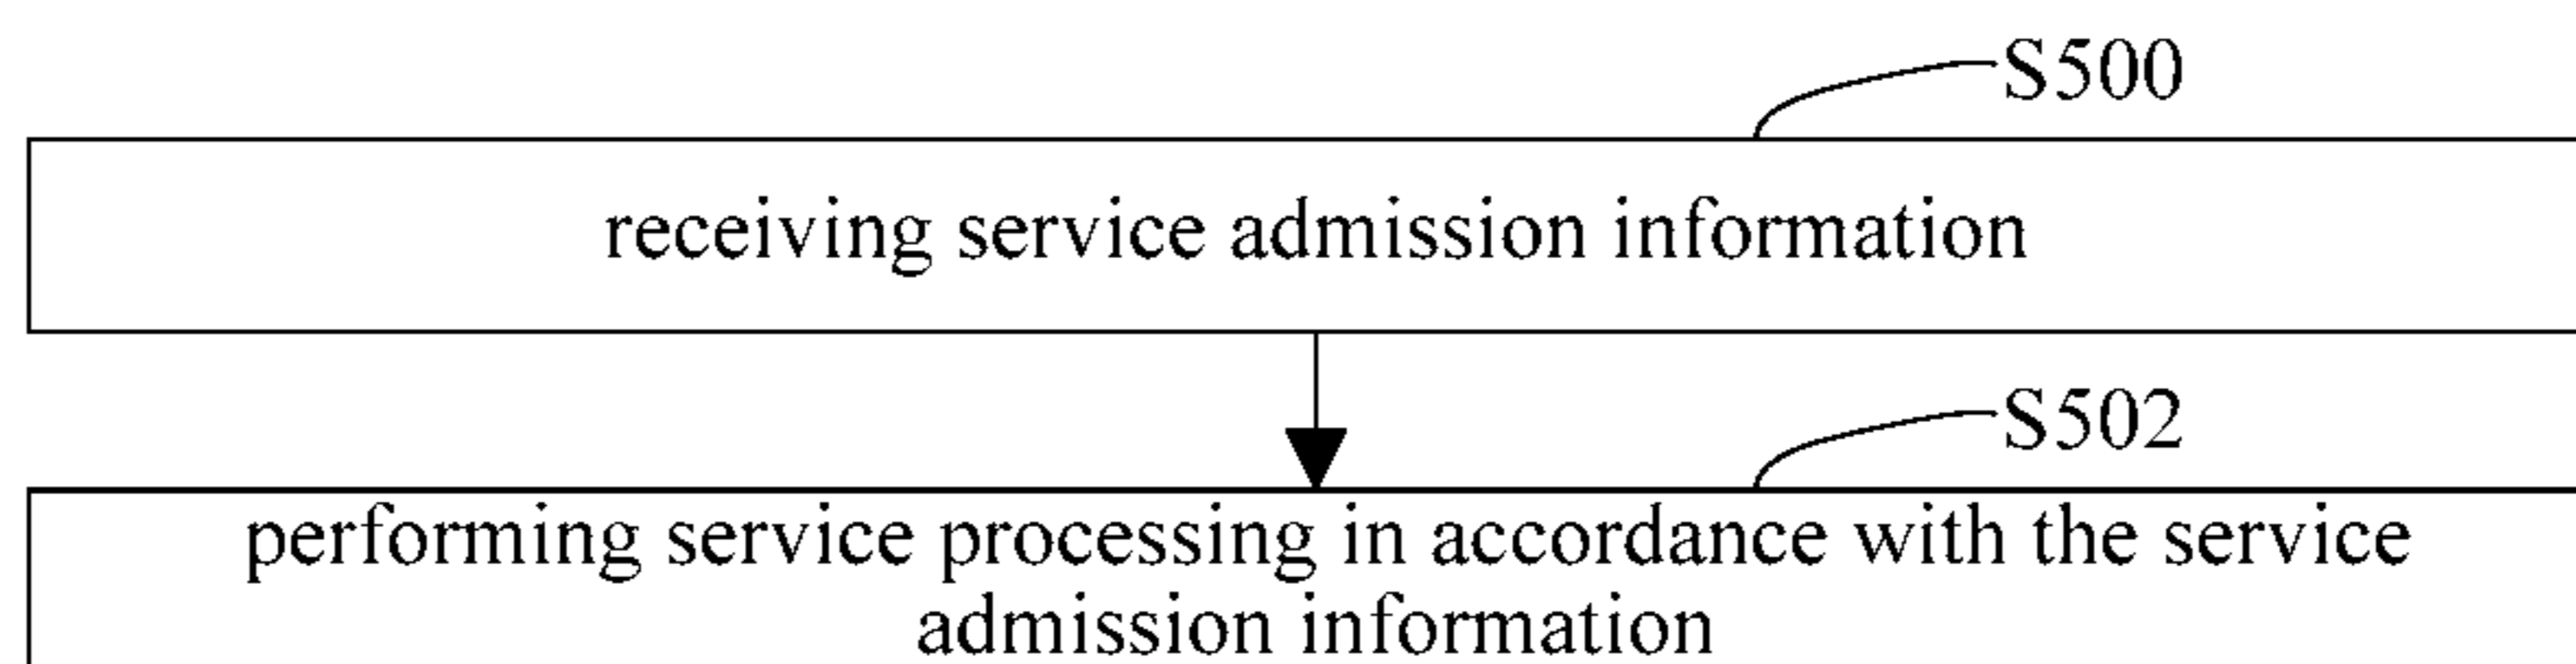 S500
receiving service admission information
S502
performing service processing in accordance with the service
admission information